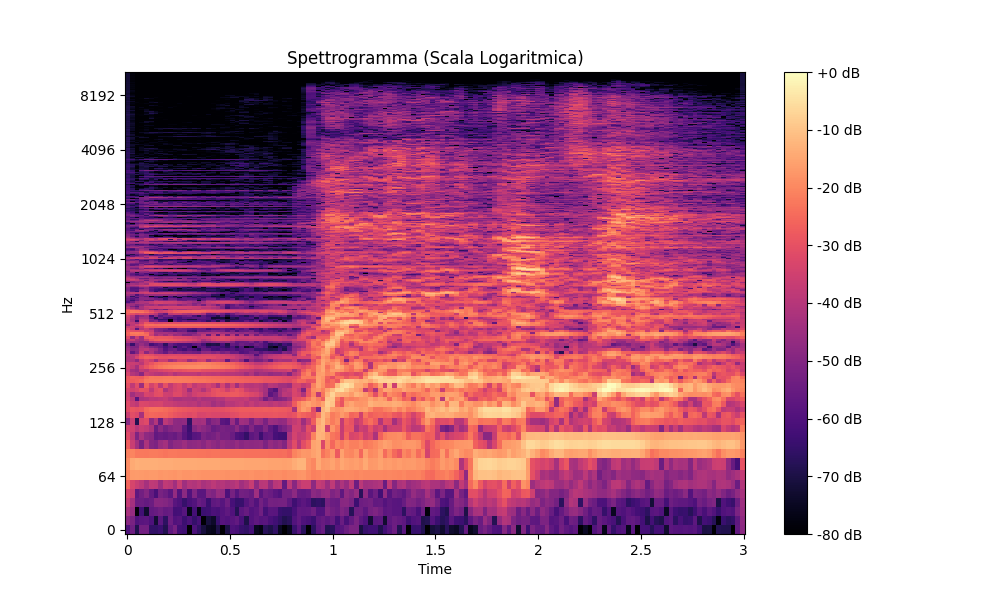 Spettrogramma (Scala Logaritmica)
Hz
8192
4096
2048
1024
512
256
128
64
0
0
0.5
1
1.5
2
2.5
3
Time
+0 dB
-10 dB
-20 dB
-30 dB
-40 dB
-50 dB
-60 dB
-70 dB
-80 dB